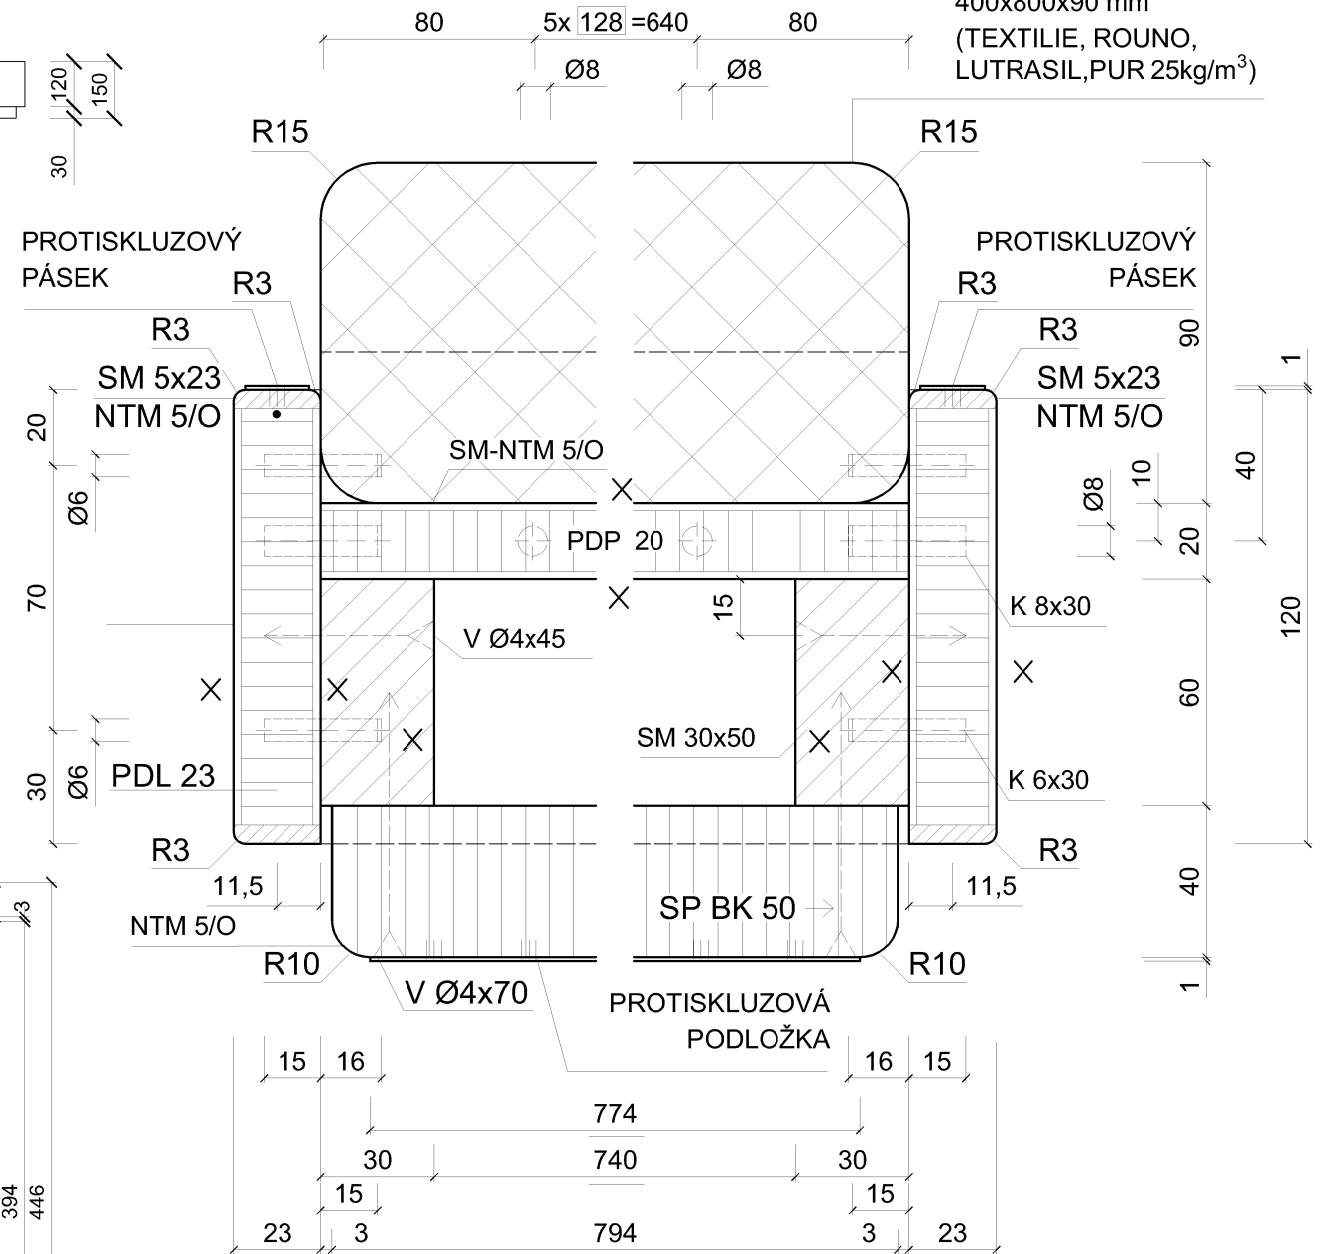 80
5x 128 =640
80
400x800x90 mm
(TEXTILIE, ROUNO,
LUTRASIL,PUR 25kg/m³)
Ø8
Ø8
120
150
30
R15
R15
PROTISKLUZOVÝ
PÁSEK
PROTISKLUZOVÝ
PÁSEK
R3
R3
R3
R3
90
1
SM 5x23
NTM 5/O
SM 5x23
NTM 5/O
20
SM-NTM 5/O
40
10
Ø8
Ø6
PDP 20
20
70
15
K 8x30
120
V Ø4x45
60
SM 30x50
PDL 23
Ø6
30
K 6x30
R3
R3
11,5
11,5
40
3
SP BK 50
NTM 5/O
R10
R10
V Ø4x70
1
PROTISKLUZOVÁ
PODLOŽKA
15
16
16
15
774
30
740
30
15
15
394
446
23
3
794
3
23